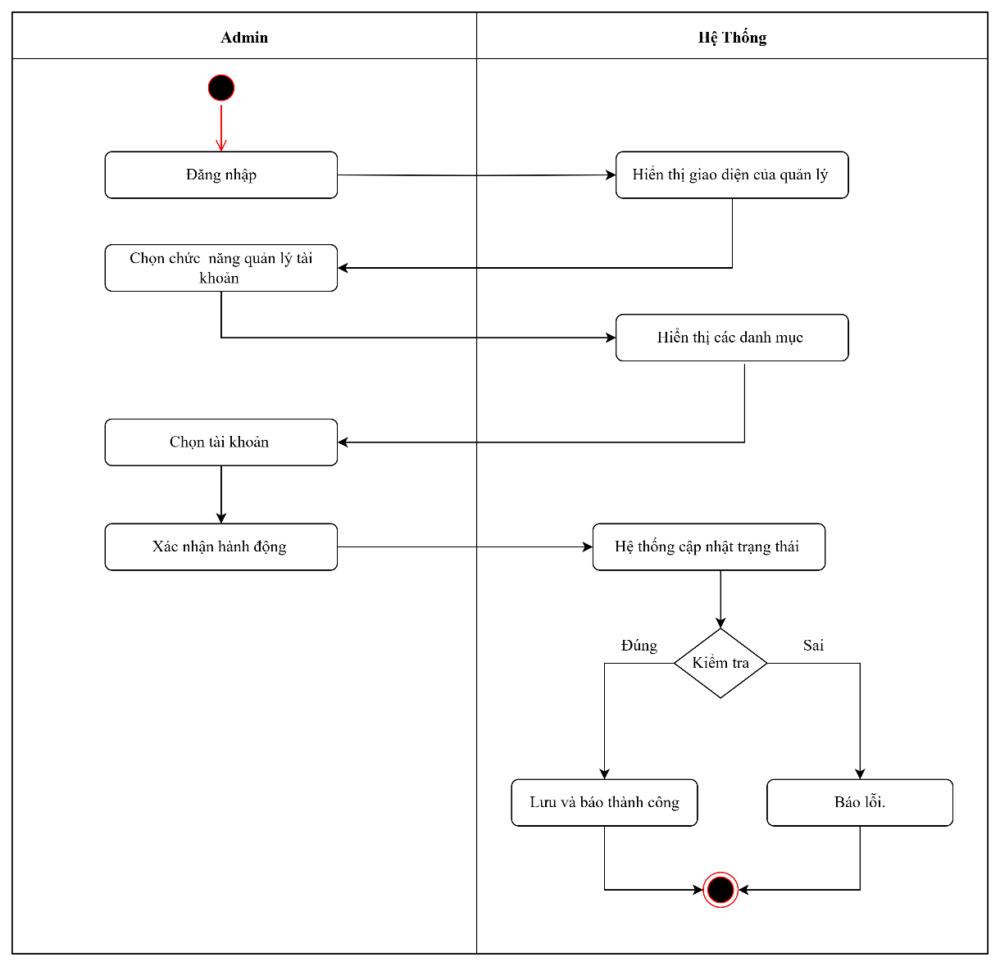 Admin
Hệ Thống
Đăng nhập
Hiển thị giao diện của quản lý
Chọn chức  năng quản lý tài
khoản
Hiển thị các danh mục
Chọn tài khoản
Xác nhận hành động
Hệ thống cập nhật trạng thái
Đúng
Sai
Kiểm tra
Lưu và báo thành công
Báo lỗi.